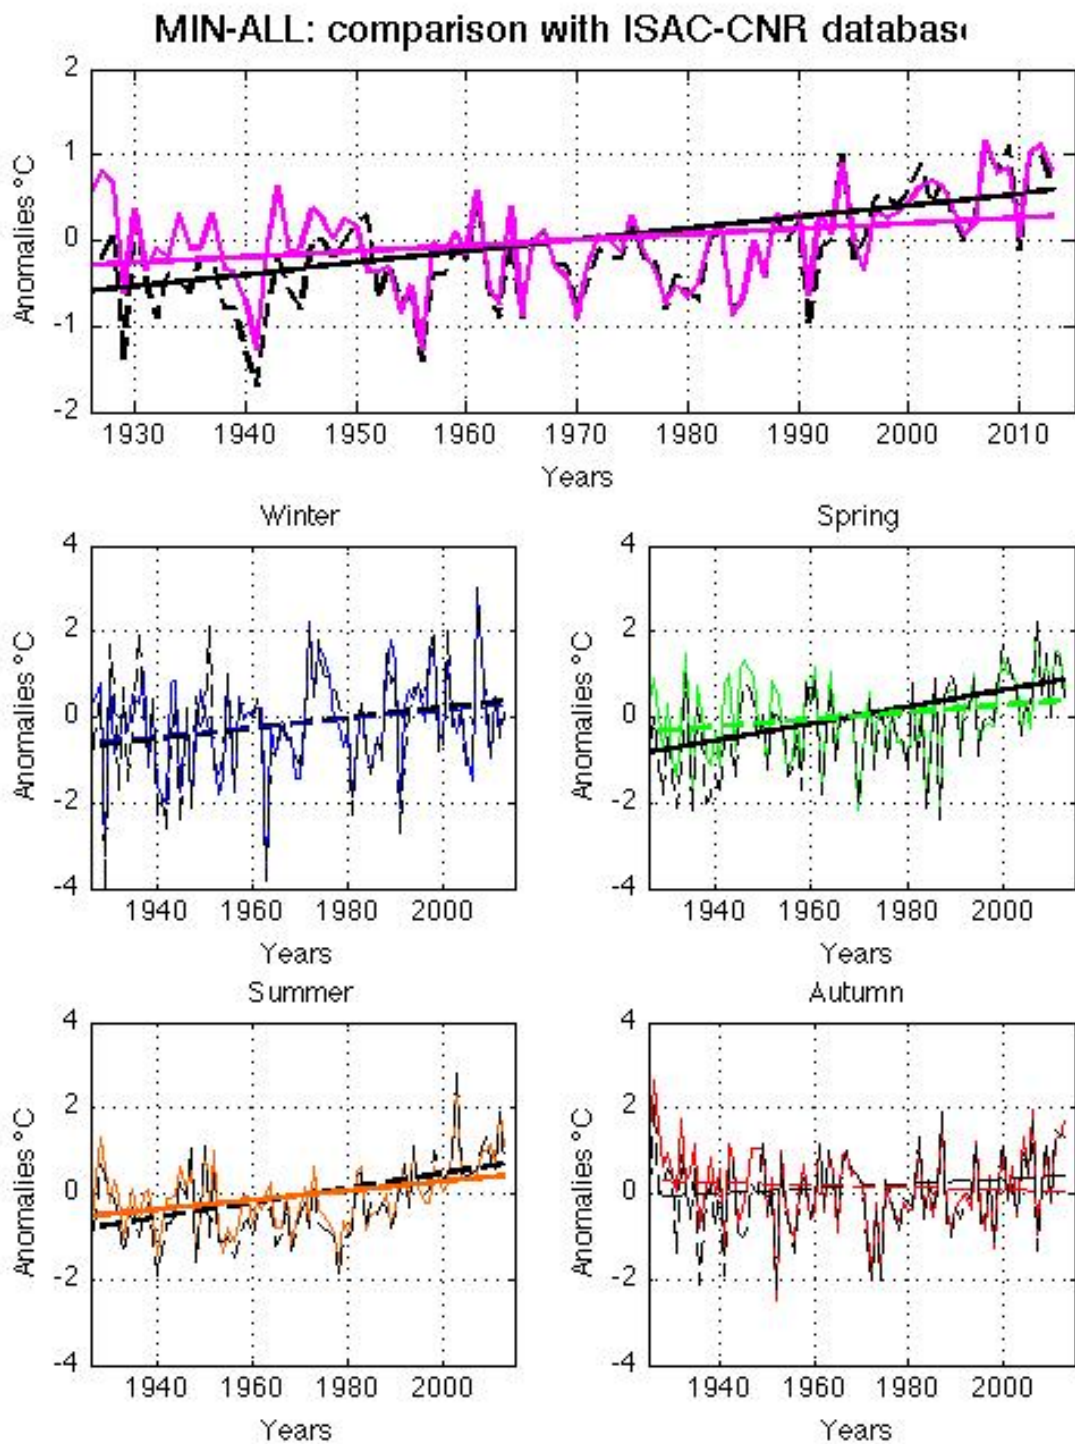 MIN-ALL: comparison with ISAC-CNR databas
2
1
0
-1
-2
Anomalies °C
1930 1940 1950 1960 1970 1980 1990 2000 2010
Years
Winter
4
2
0
-2
-4
Anomalies °C
1940 1960 1980 2000
Years
Spring
4
2
0
-2
-4
Anomalies °C
1940 1960 1980 2000
Years
Summer
4
2
0
-2
-4
Anomalies °C
1940 1960 1980 2000
Years
Autumn
4
2
0
-2
-4
Anomalies °C
1940 1960 1980 2000
Years